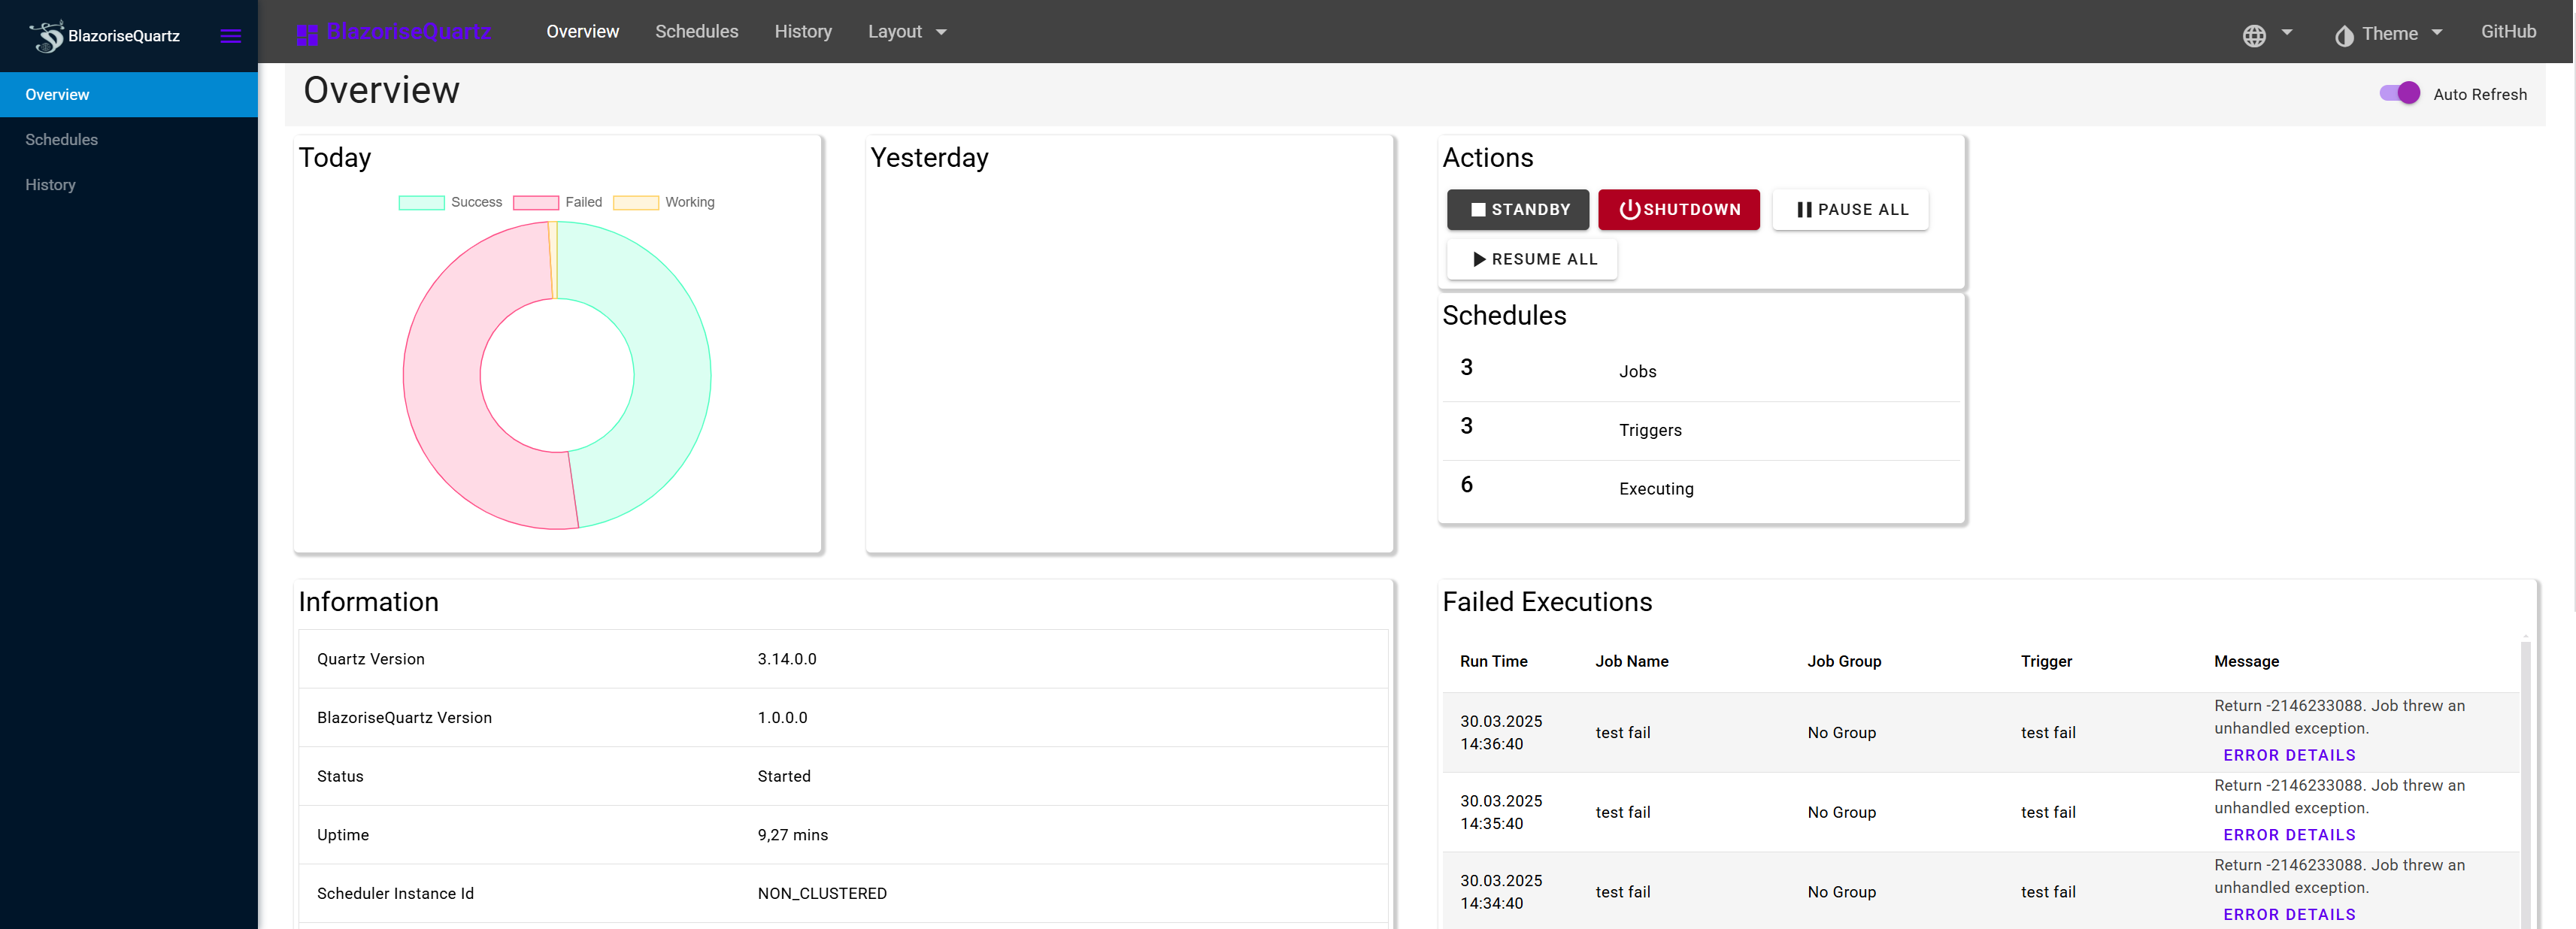 BlazoriseQuartz
Overview
Schedules
History
BlazoriseQuartz
Overview
Schedules
History
Layout
Theme
GitHub
Overview
Auto Refresh
Today
Success
Failed
Working
Yesterday
Actions
STANDBY
SHUTDOWN
PAUSE ALL
RESUME ALL
Schedules
3 Jobs
3 Triggers
6 Executing
Information
Quartz Version 3.14.0.0
BlazoriseQuartz Version 1.0.0.0
Status Started
Uptime 9,27 mins
Scheduler Instance Id NON_CLUSTERED
Failed Executions
Run Time Job Name Job Group Trigger Message
30.03.2025
14:36:40
test fail
No Group
test fail
Return -2146233088. Job threw an
unhandled exception.
ERROR DETAILS
30.03.2025
14:35:40
test fail
No Group
test fail
Return -2146233088. Job threw an
unhandled exception.
ERROR DETAILS
30.03.2025
14:34:40
test fail
No Group
test fail
Return -2146233088. Job threw an
unhandled exception.
ERROR DETAILS